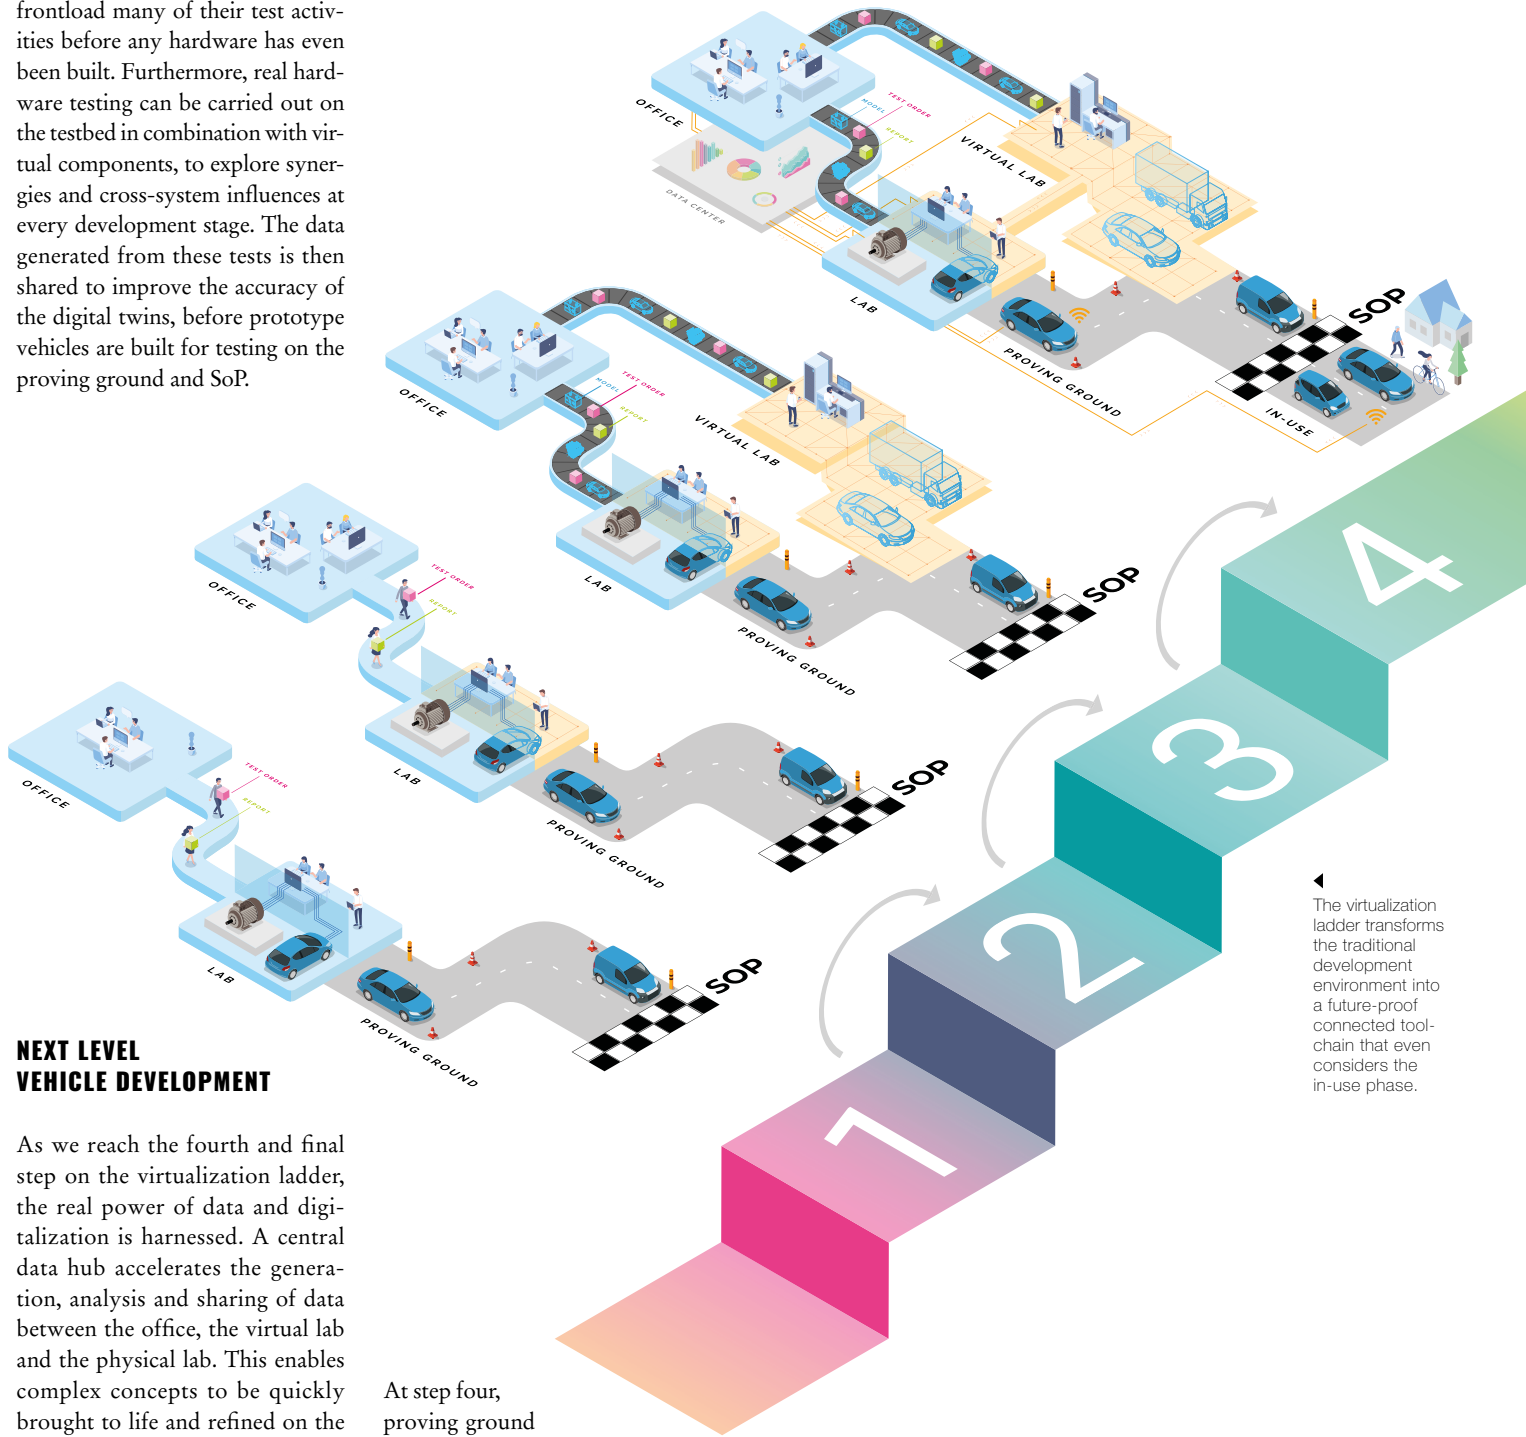 frontload many of their test activ-
ities before any hardware has even
been built. Furthermore, real hard-
ware testing can be carried out on
the testbed in combination with vir-
tual components, to explore syner-
gies and cross-system influences at
every development stage. The data
generated from these tests is then
shared to improve the accuracy of
the digital twins, before prototype
vehicles are built for testing on the
proving ground and SoP.
OFFICE
MODEL
TEST ORDER
REPORT
DATA CENTER
VIRTUAL LAB
LAB
PROVING GROUND
SOP
IN-USE
OFFICE
MODEL
TEST ORDER
REPORT
VIRTUAL LAB
LAB
PROVING GROUND
SOP
OFFICE
TEST ORDER
REPORT
LAB
PROVING GROUND
SOP
OFFICE
TEST ORDER
REPORT
LAB
PROVING GROUND
SOP
4
3
2
1
The virtualization
ladder transforms
the traditional
development
environment into
a future-proof
connected tool-
chain that even
considers the
in-use phase.
NEXT LEVEL
VEHICLE DEVELOPMENT
As we reach the fourth and final
step on the virtualization ladder,
the real power of data and digi-
talization is harnessed. A central
data hub accelerates the genera-
tion, analysis and sharing of data
between the office, the virtual lab
and the physical lab. This enables
complex concepts to be quickly
brought to life and refined on the
At step four,
proving ground